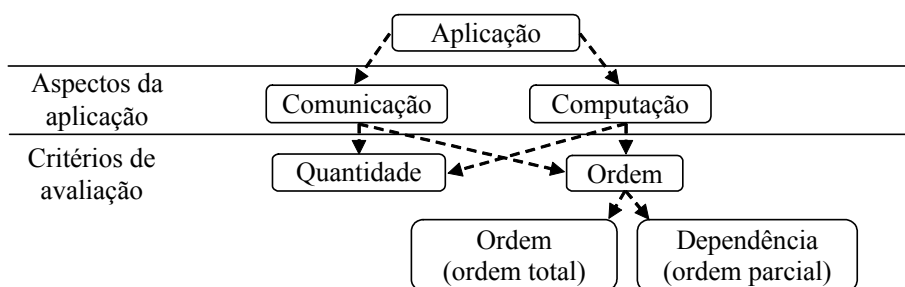 Aplicação
Aspectos da
aplicação
Comunicação
Computação
Critérios de
avaliação
Quantidade
Ordem
Ordem
(ordem total)
Dependência
(ordem parcial)